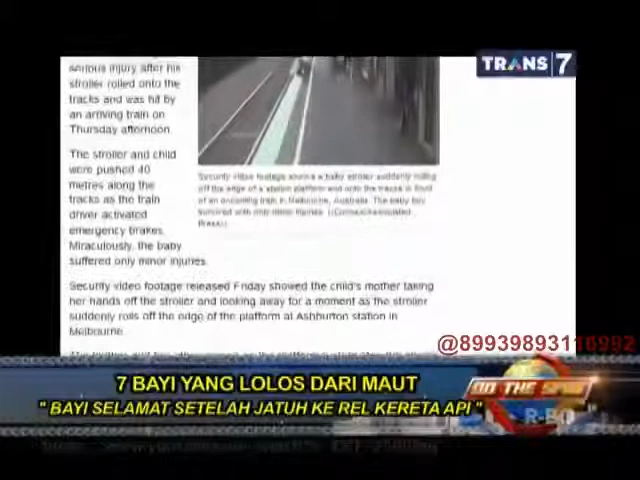 TRANS 7
serious injury after his
stroller rolled onto the
tracks and was hit by
an arriving train on
Thursday afternoon.
The stroller and child
were pushed 40
metres along the
tracks as the train
driver activated
emergency brakes.
Miraculously, the baby
suffered only minor injuries.
Security video footage shows a baby stroller suddenly rolling
off the edge of a station platform and onto the tracks in front
of an oncoming train in Melbourne, Australia. The baby boy
survived with only minor injuries.
Security video footage released Friday showed the child's mother taking
her hands off the stroller and looking away for a moment as the stroller
suddenly rolls off the edge of the platform at Ashburton station in
Melbourne.
@89939893116992
7 BAYI YANG LOLOS DARI MAUT
" BAYI SELAMAT SETELAH JATUH KE REL KERETA API "
ON THE SPOT
R-BO